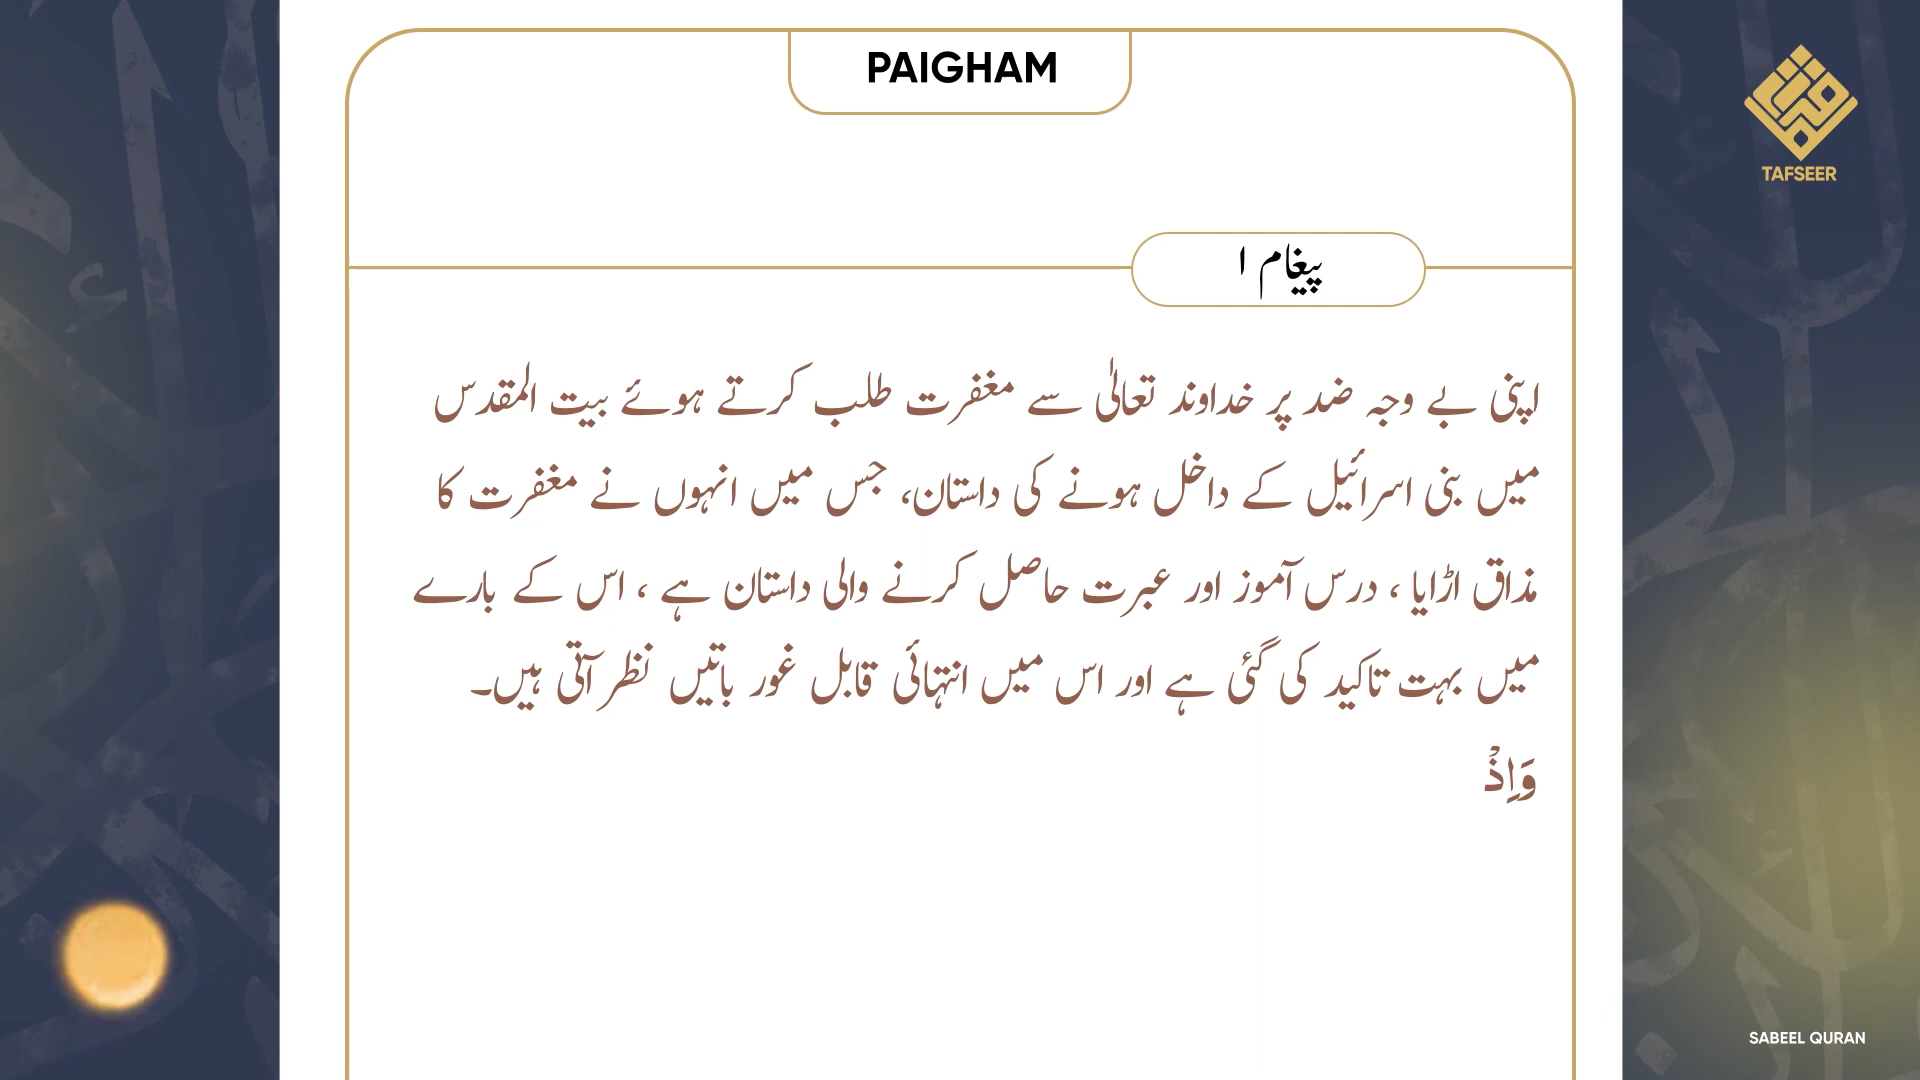 PAIGHAM
TAFSEER
پیغام ۱
اپنی بے وجہ ضد پر خداوند تعالٰی سے مغفرت طلب کرتے ہوئے بیت المقدس
میں بنی اسرائیل کے داخل ہونے کی داستان، جس میں انہوں نے مغفرت کا
مذاق اڑایا ، درس آموز اور عبرت حاصل کرنے والی داستان ہے ، اس کے بارے
میں بہت تاکید کی گئی ہے اور اس میں انتہائی قابل غور باتیں نظر آتی ہیں۔
وَاِذْ
SABEEL QURAN